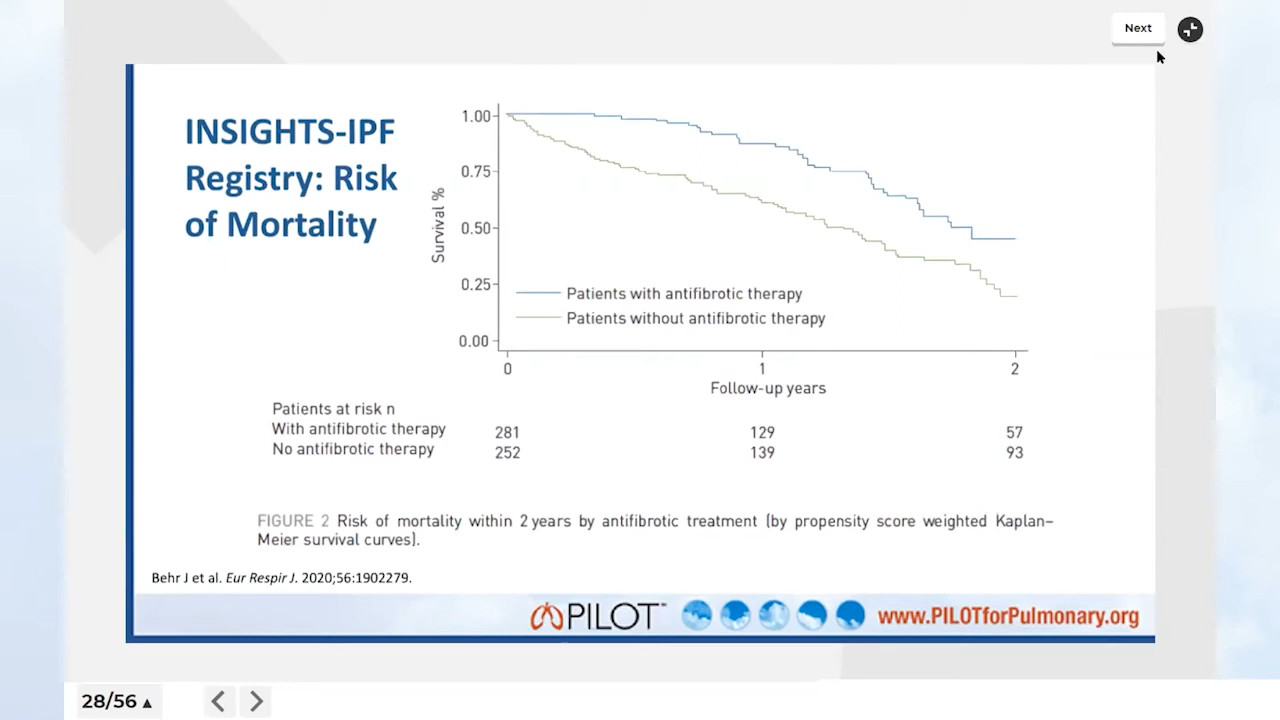 Next
INSIGHTS-IPF
Registry: Risk
of Mortality
1.00
0.75
0.50
0.25
0.00
Survival %
Patients with antifibrotic therapy
Patients without antifibrotic therapy
0 1 2
Follow-up years
Patients at risk n
With antifibrotic therapy 281 129 57
No antifibrotic therapy 252 139 93
FIGURE 2 Risk of mortality within 2 years by antifibrotic treatment (by propensity score weighted Kaplan–
Meier survival curves).
Behr J et al. Eur Respir J. 2020;56:1902279.
PILOT™ www.PILOTforPulmonary.org
28/56 ▲